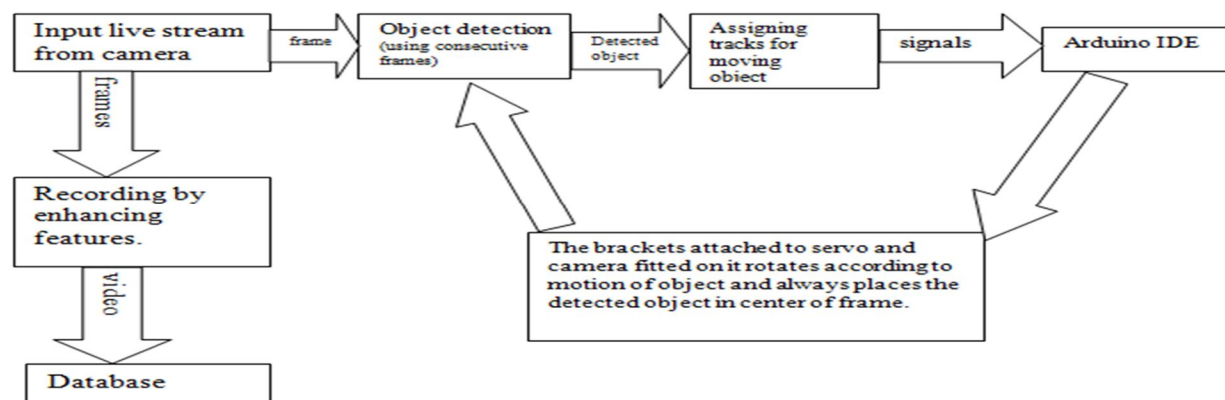 Input live stream
from camera
frame
Object detection
(using consecutive
frames)
Detected
object
Assigning
tracks for
moving
object
signals
Arduino IDE
frames
Recording by
enhancing
features.
video
Database
The brackets attached to servo and
camera fitted on it rotates according to
motion of object and always places the
detected object in center of frame.